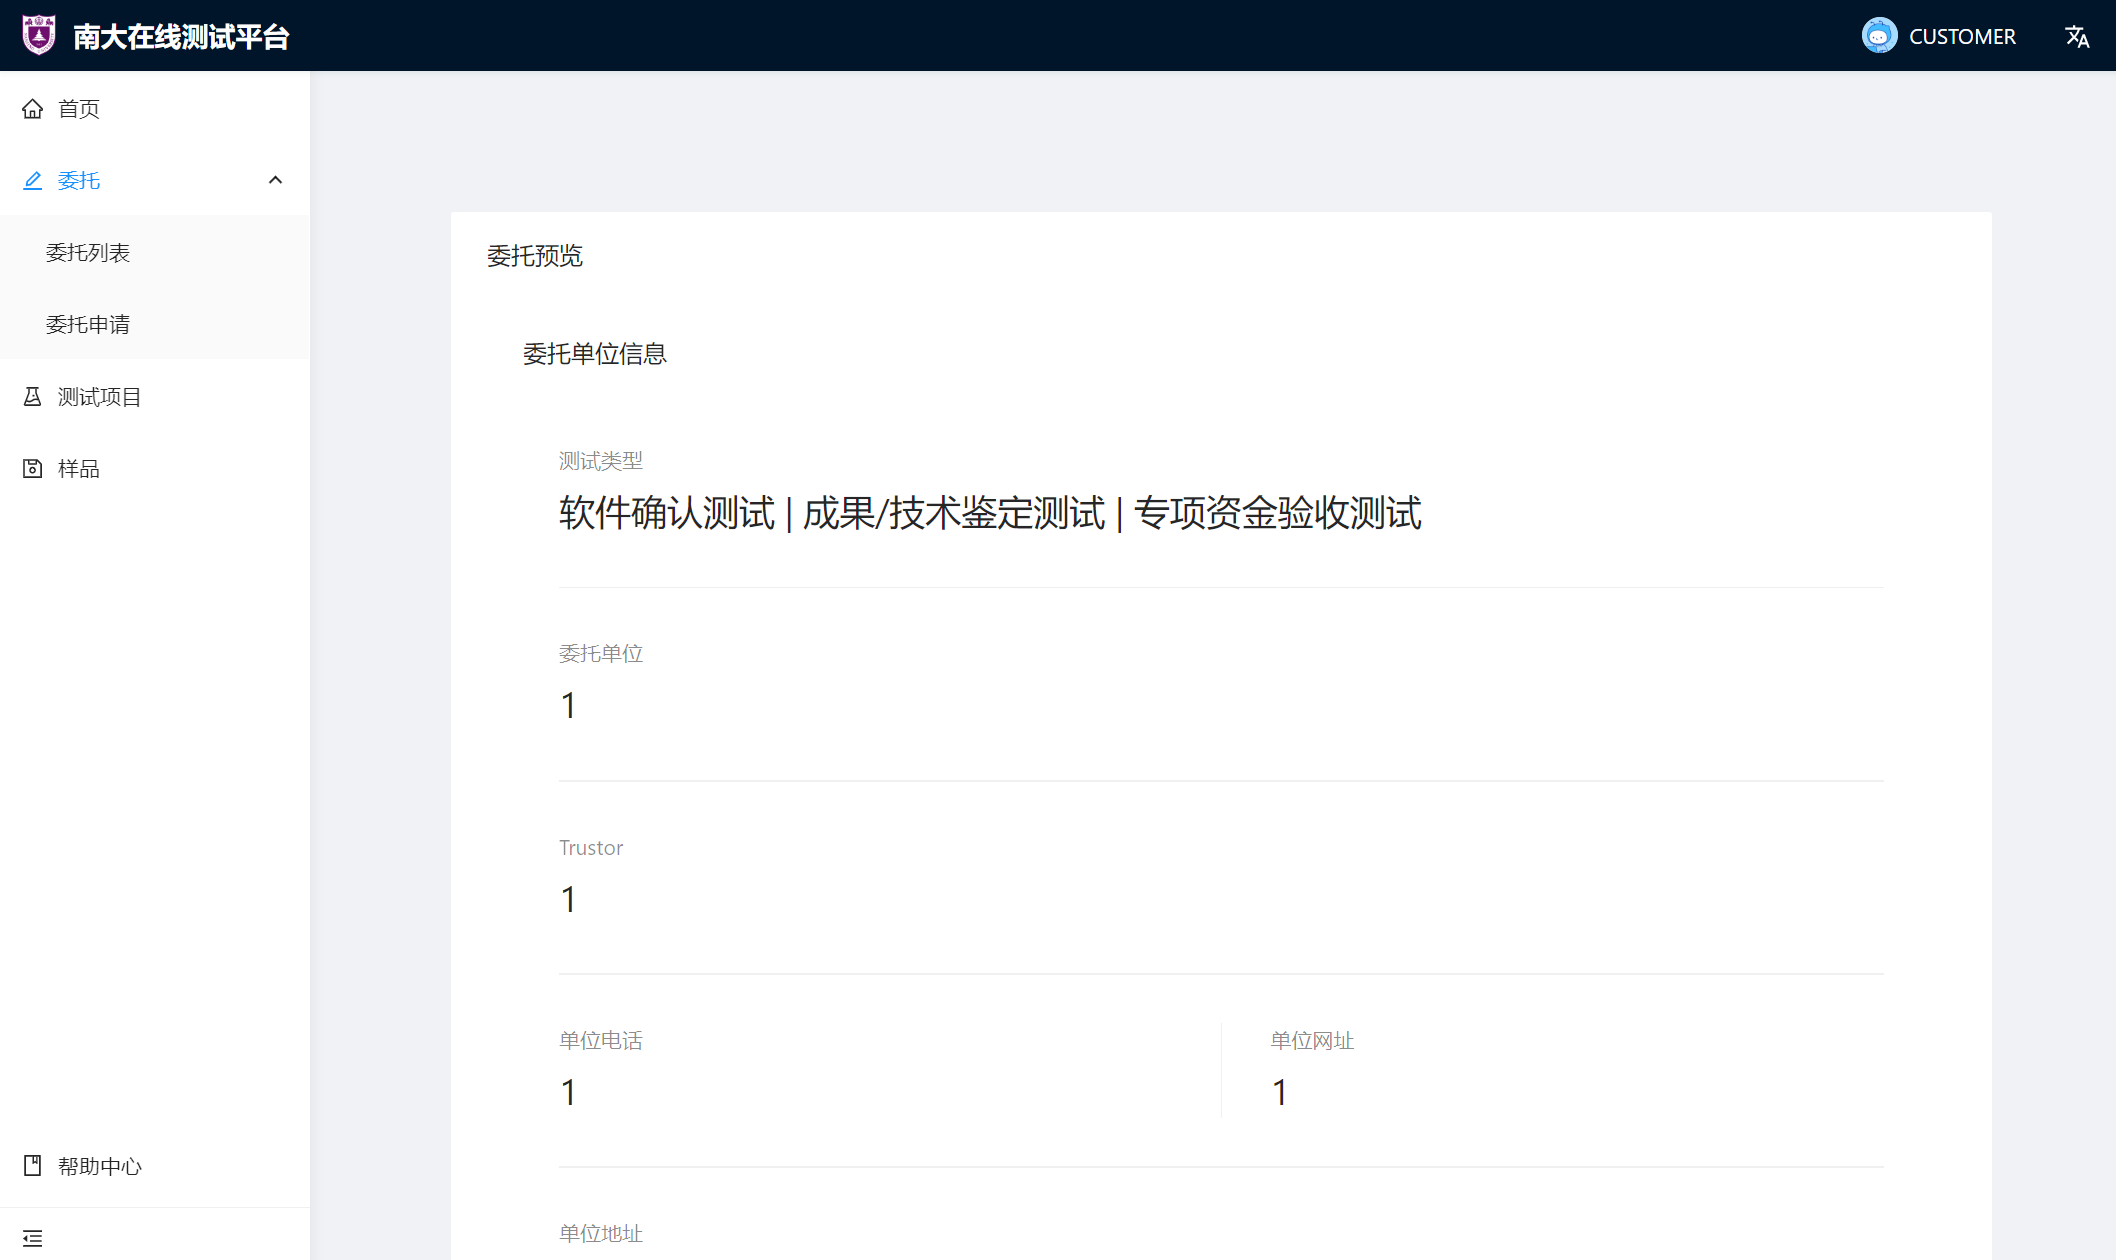 南大在线测试平台
CUSTOMER
首页
委托
委托列表
委托申请
测试项目
样品
帮助中心
委托预览
委托单位信息
测试类型
软件确认测试 | 成果/技术鉴定测试 | 专项资金验收测试
委托单位
1
Trustor
1
单位电话
1
单位网址
1
单位地址